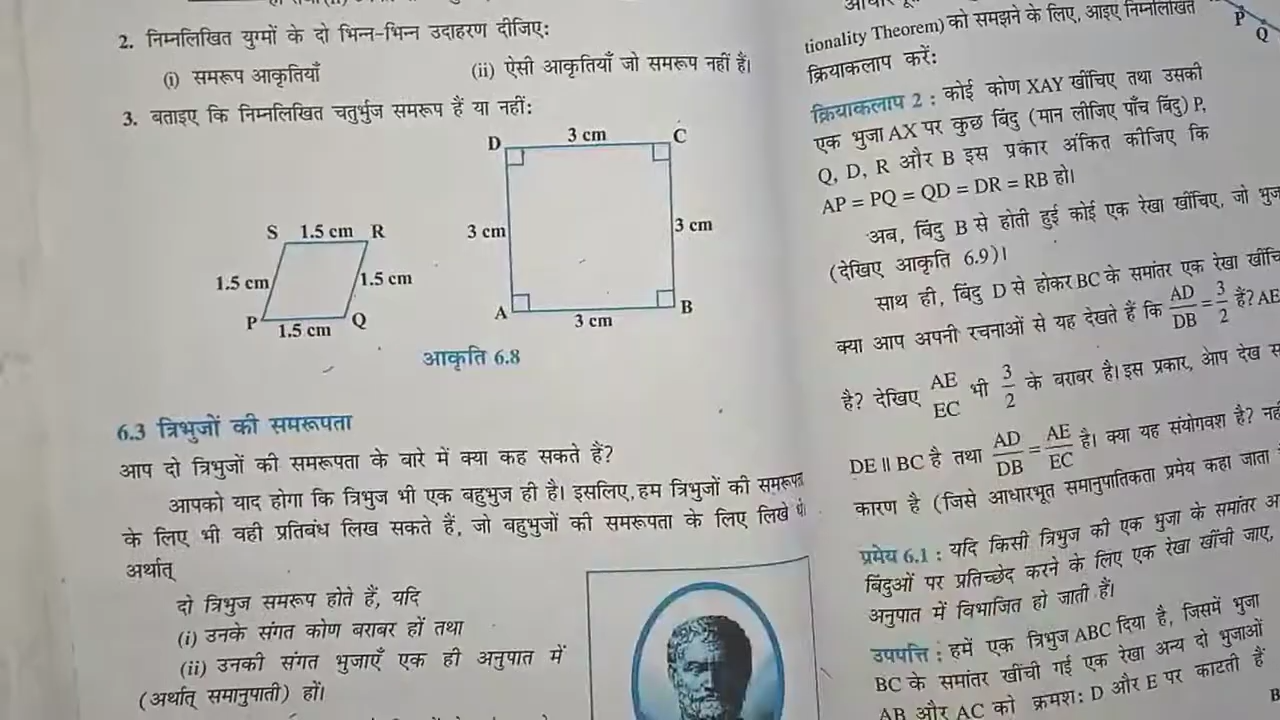 2. निम्नलिखित युग्मों के दो भिन्न-भिन्न उदाहरण दीजिए:
(i) समरूप आकृतियाँ (ii) ऐसी आकृतियाँ जो समरूप नहीं हैं।
3. बताइए कि निम्नलिखित चतुर्भुज समरूप हैं या नहीं:
D 3 cm C
3 cm 3 cm
A 3 cm B
S 1.5 cm R
1.5 cm 1.5 cm
P 1.5 cm Q
आकृति 6.8
6.3 त्रिभुजों की समरूपता
आप दो त्रिभुजों की समरूपता के बारे में क्या कह सकते हैं?
आपको याद होगा कि त्रिभुज भी एक बहुभुज ही है। इसलिए, हम त्रिभुजों की समरूपता
के लिए भी वही प्रतिबंध लिख सकते हैं, जो बहुभुजों की समरूपता के लिए लिखे थे।
अर्थात्
दो त्रिभुज समरूप होते हैं, यदि
(i) उनके संगत कोण बराबर हों तथा
(ii) उनकी संगत भुजाएँ एक ही अनुपात में
(अर्थात् समानुपाती) हों।
P
Q
tionality Theorem) को समझने के लिए, आइए निम्नलिखित
क्रियाकलाप करें:
क्रियाकलाप 2 : कोई कोण XAY खींचिए तथा उसकी
एक भुजा AX पर कुछ बिंदु (मान लीजिए पाँच बिंदु) P,
Q, D, R और B इस प्रकार अंकित कीजिए कि
AP = PQ = QD = DR = RB हो।
अब, बिंदु B से होती हुई कोई एक रेखा खींचिए, जो
(देखिए आकृति 6.9)।
साथ ही, बिंदु D से होकर BC के समांतर एक रेखा
क्या आप अपनी रचनाओं से यह देखते हैं कि AD/DB = 3/2 है? AE
है? देखिए AE/EC भी 3/2 के बराबर है। इस प्रकार, आप देख
DE || BC है तथा AD/DB = AE/EC है। क्या यह संयोगवश है?
कारण है (जिसे आधारभूत समानुपातिकता प्रमेय कहा जाता
प्रमेय 6.1 : यदि किसी त्रिभुज की एक भुजा के समांतर
बिंदुओं पर प्रतिच्छेद करने के लिए एक रेखा खींची जाए,
अनुपात में विभाजित हो जाती हैं।
उपपत्ति : हमें एक त्रिभुज ABC दिया है, जिसमें भुजा
BC के समांतर खींची गई एक रेखा अन्य दो भुजाओं
AB और AC को क्रमश: D और E पर काटती हैं
B